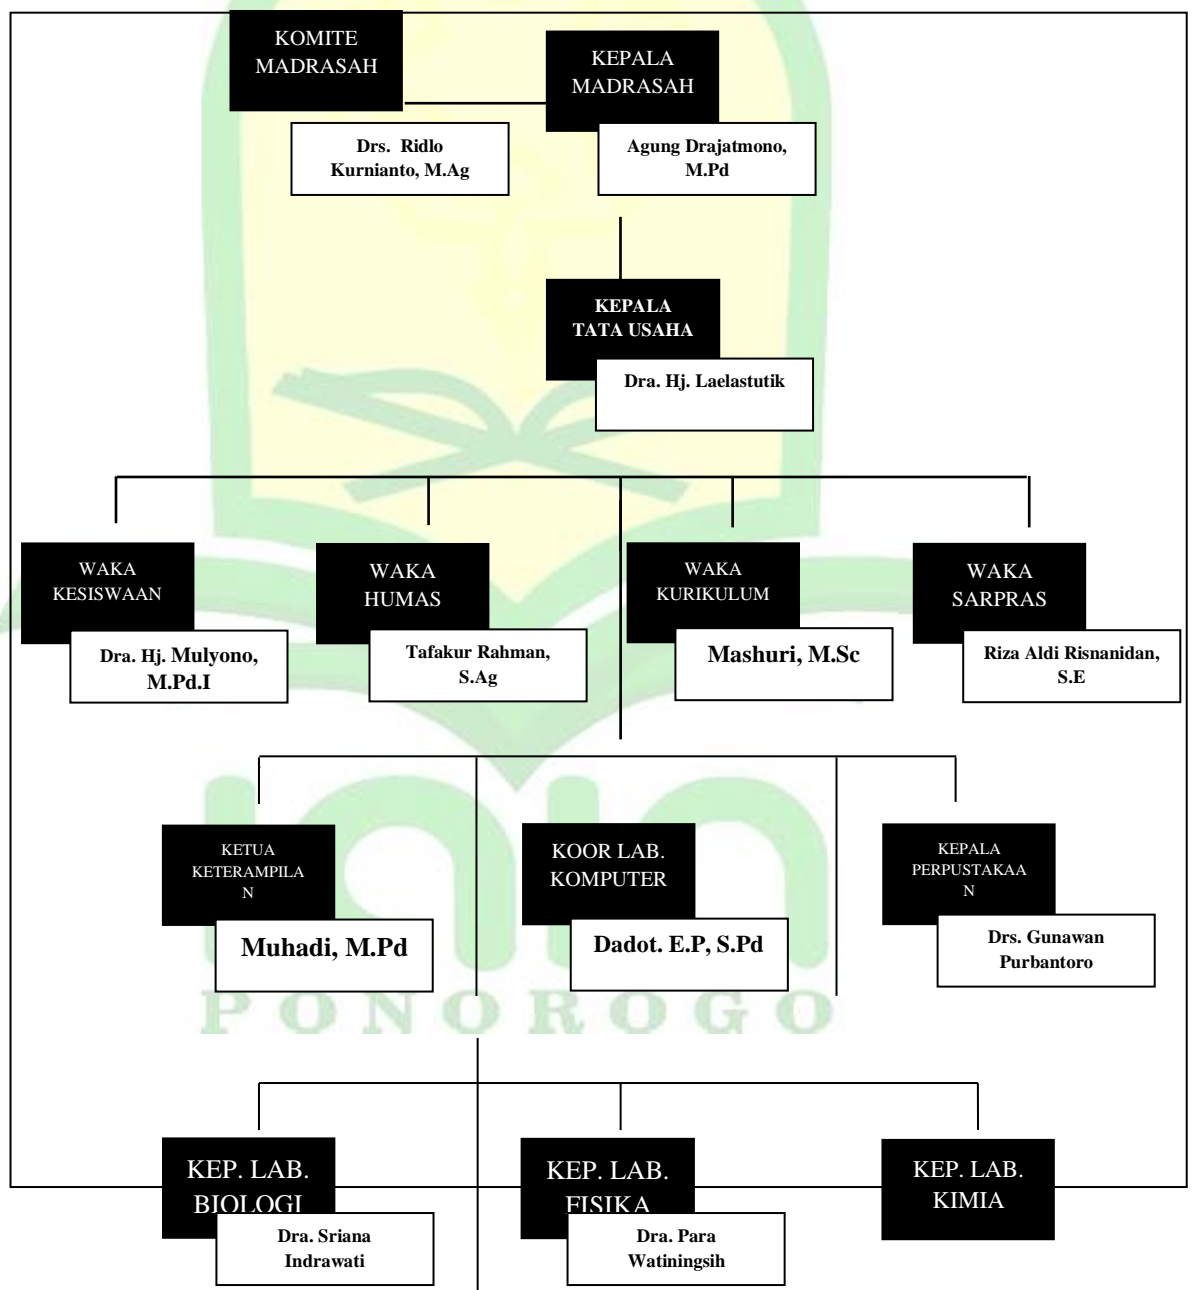 KOMITE
MADRASAH
KEPALA
MADRASAH
Drs. Ridlo
Kurnianto, M.Ag
Agung Drajatmono,
M.Pd
KEPALA
TATA USAHA
Dra. Hj. Laelastutik
WAKA
KESISWAAN
WAKA
HUMAS
WAKA
KURIKULUM
WAKA
SARPRAS
Dra. Hj. Mulyono,
M.Pd.I
Tafakur Rahman,
S.Ag
Mashuri, M.Sc
Riza Aldi Risnanidan,
S.E
KETUA
KETERAMPILA
N
KOOR LAB.
KOMPUTER
KEPALA
PERPUSTAKAA
N
Muhadi, M.Pd
Dadot. E.P, S.Pd
Drs. Gunawan
Purbantoro
PONOROGO
KEP. LAB.
BIOLOGI
KEP. LAB.
FISIKA
KEP. LAB.
KIMIA
Dra. Sriana
Indrawati
Dra. Para
Watiningsih